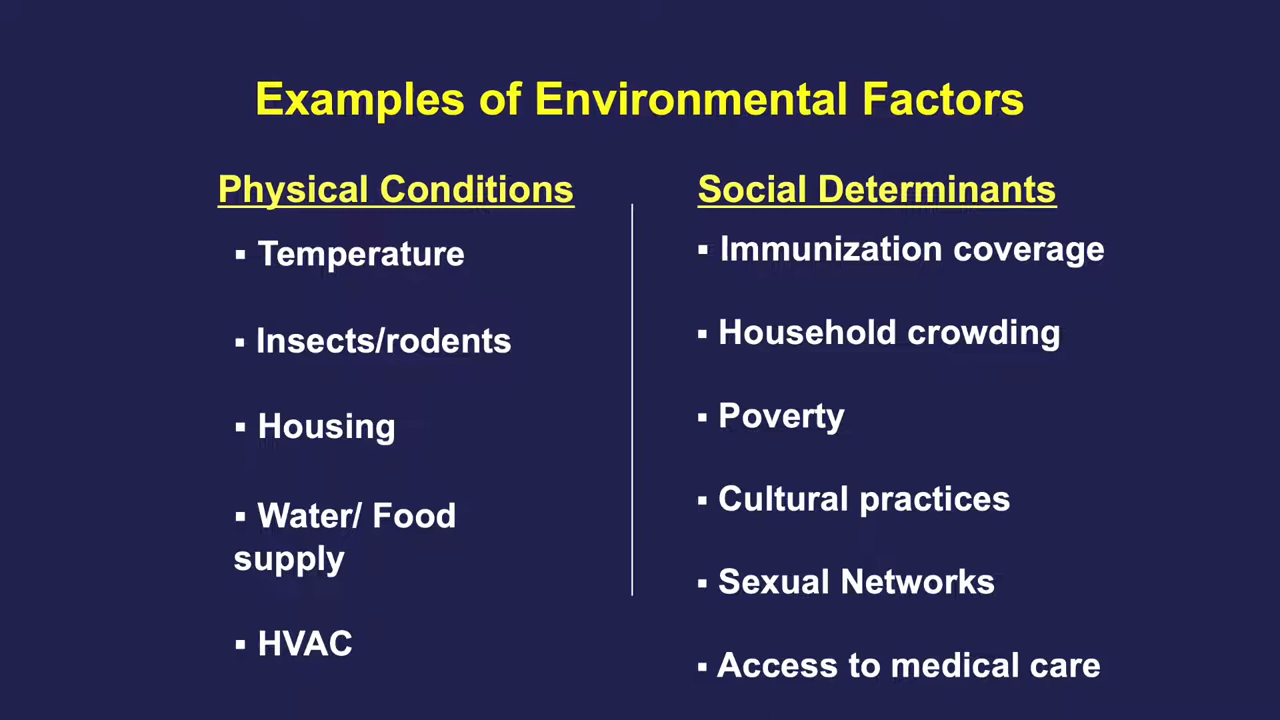 Examples of Environmental Factors
Physical Conditions
▪ Temperature
▪ Insects/rodents
▪ Housing
▪ Water/ Food
supply
▪ HVAC
Social Determinants
▪ Immunization coverage
▪ Household crowding
▪ Poverty
▪ Cultural practices
▪ Sexual Networks
▪ Access to medical care